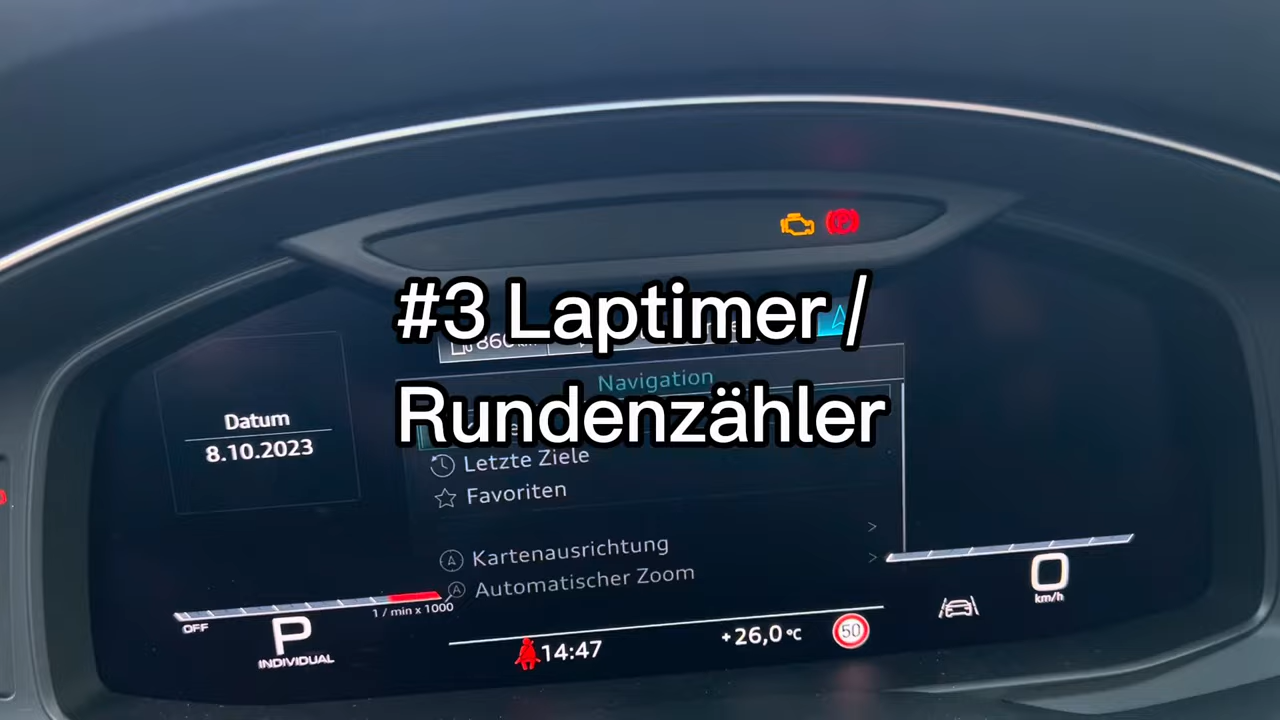 #3 Laptimer /
Rundenzähler
Navigation
Datum
8.10.2023
Letzte Ziele
Favoriten
Kartenausrichtung
Automatischer Zoom
OFF
1 / min x 1000
P
INDIVIDUAL
14:47
+26,0 °C
50
0
km/h